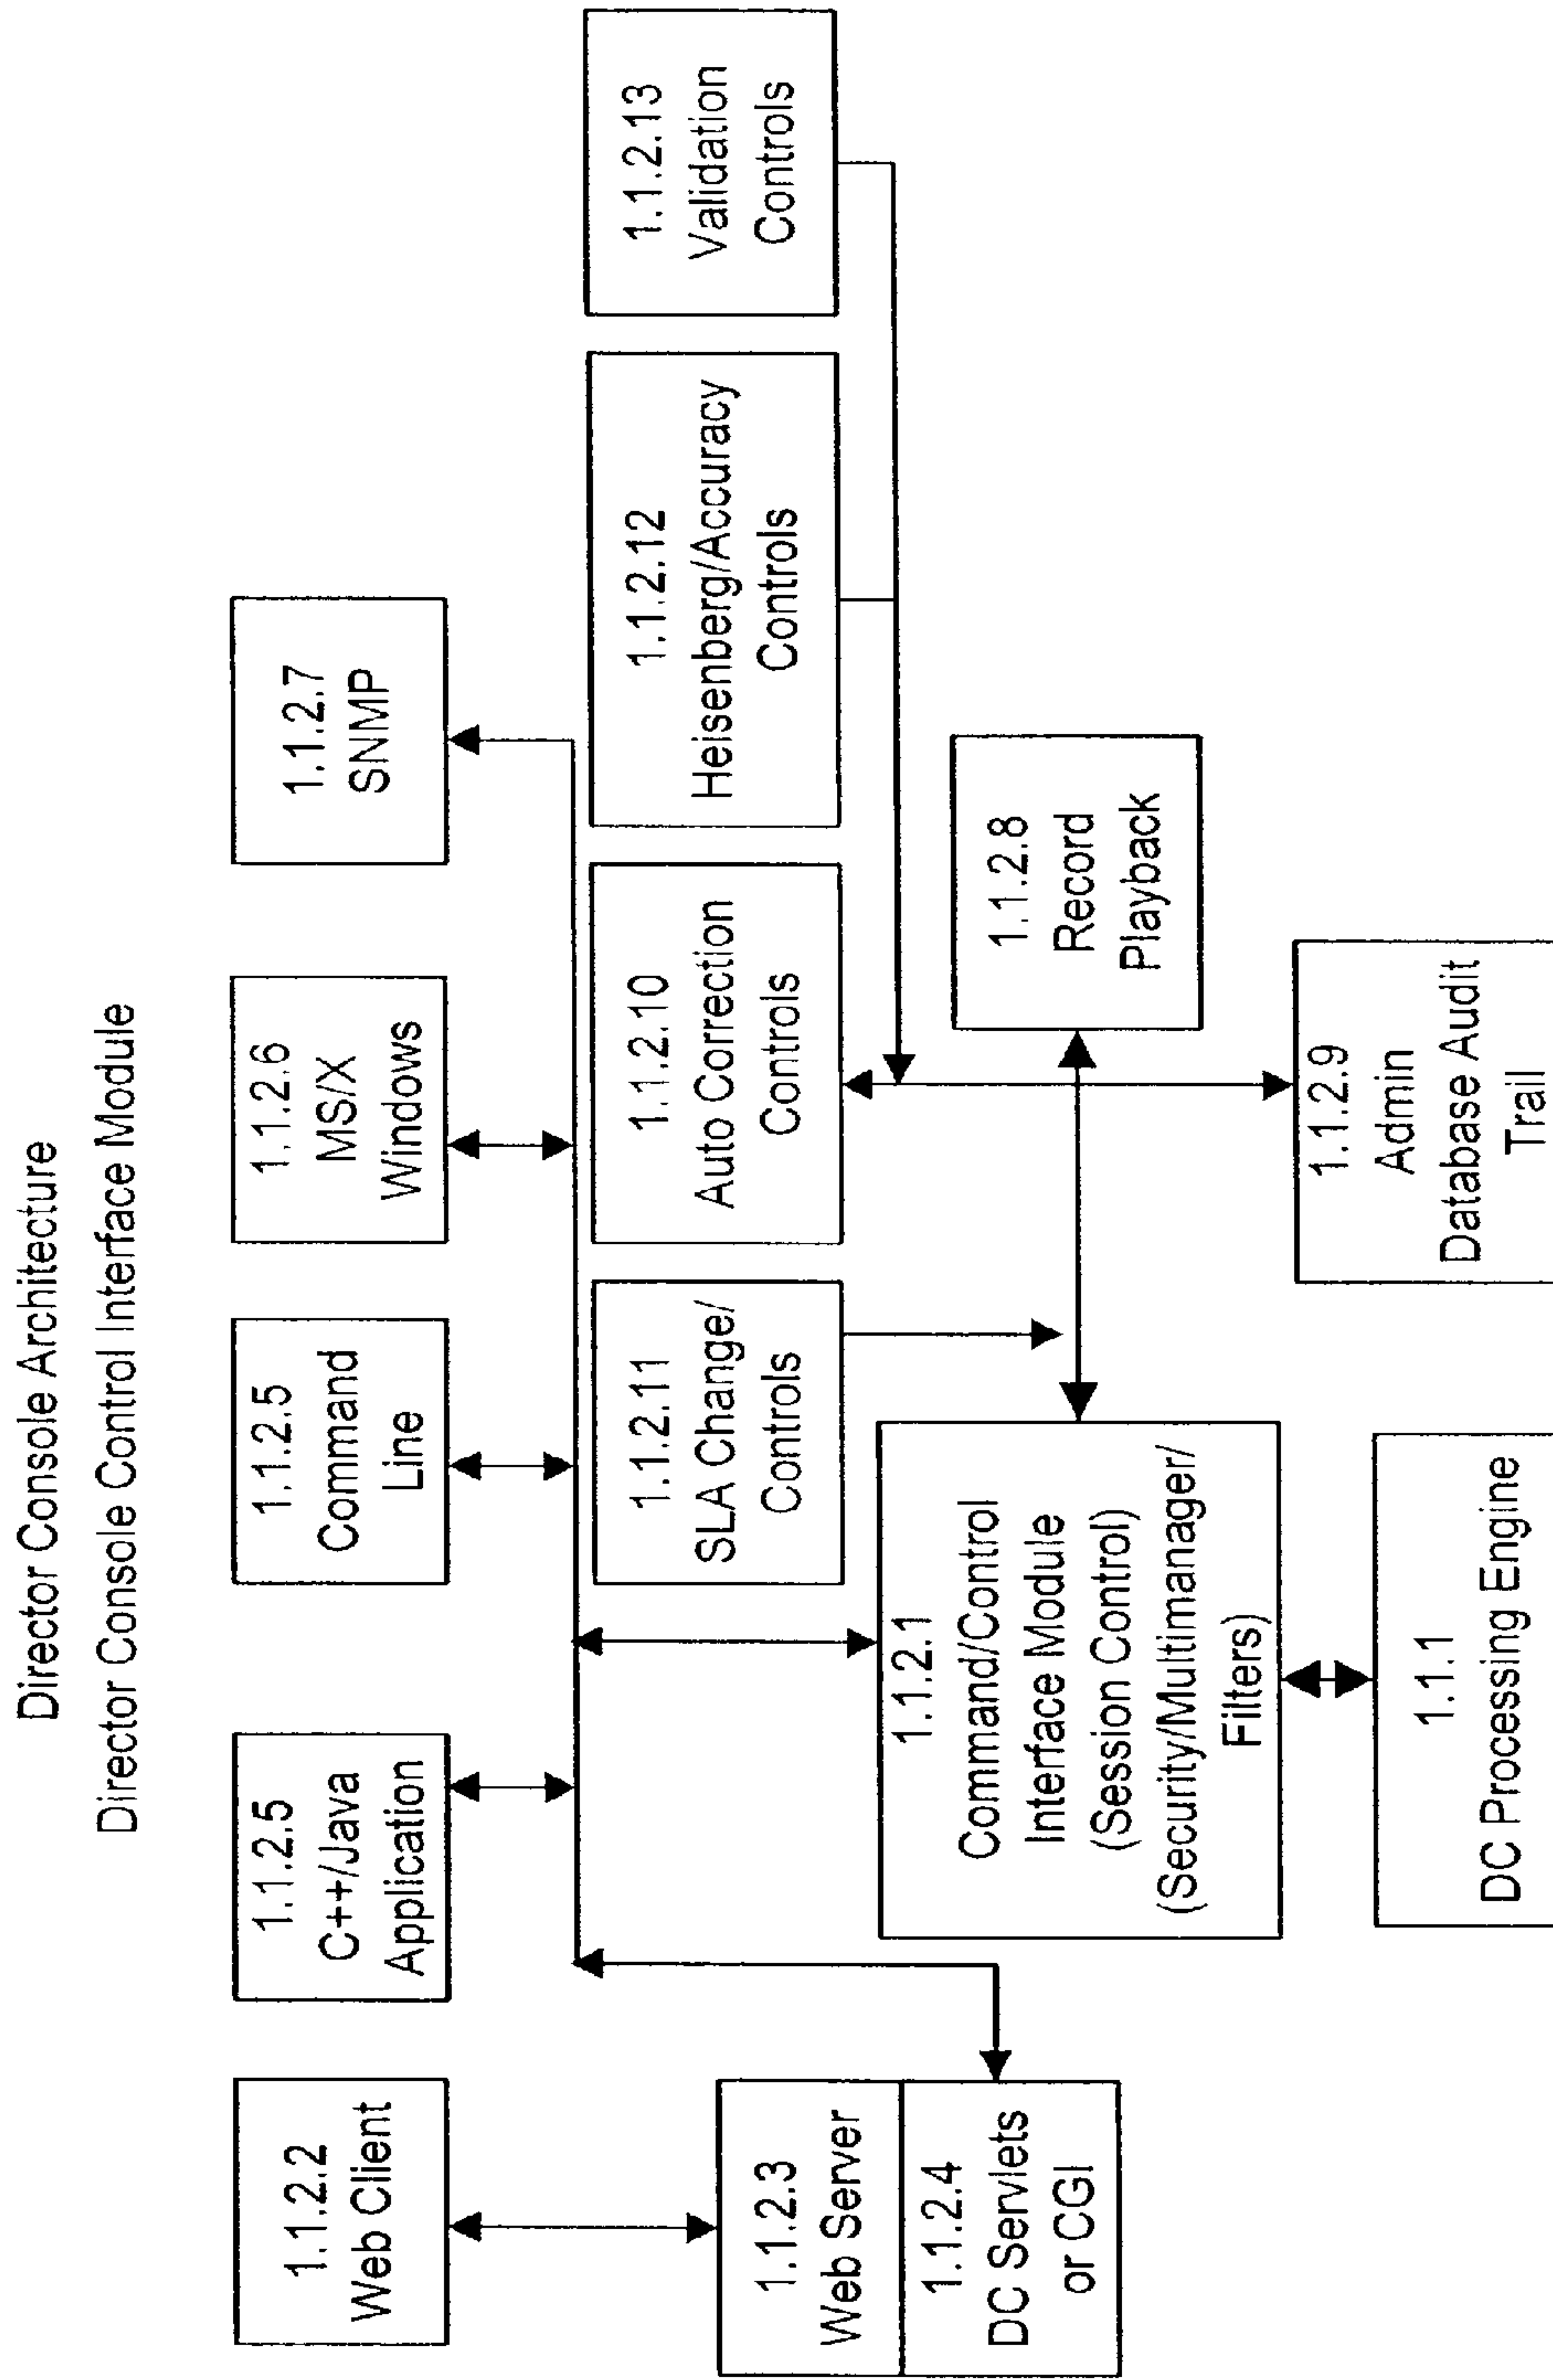 Director Console Architecture
Director Console Control Interface Module
1.1.2.2
Web Client
1.1.2.5
C++/Java
Application
1.1.2.5
Command
Line
1.1.2.6
MS/X
Windows
1.1.2.7
SNMP
1.1.2.11
SLA Change/
Controls
1.1.2.10
Auto Correction
Controls
1.1.2.12
Heisenberg/Accuracy
Controls
1.1.2.13
Validation
Controls
1.1.2.3
Web Server
1.1.2.4
DC Servlets
or CGI
1.1.2.1
Command/Control
Interface Module
(Session Control)
(Security/Multimanager/
Filters)
1.1.2.8
Record
Playback
1.1.1
DC Processing Engine
1.1.2.9
Admin
Database Audit
Trail